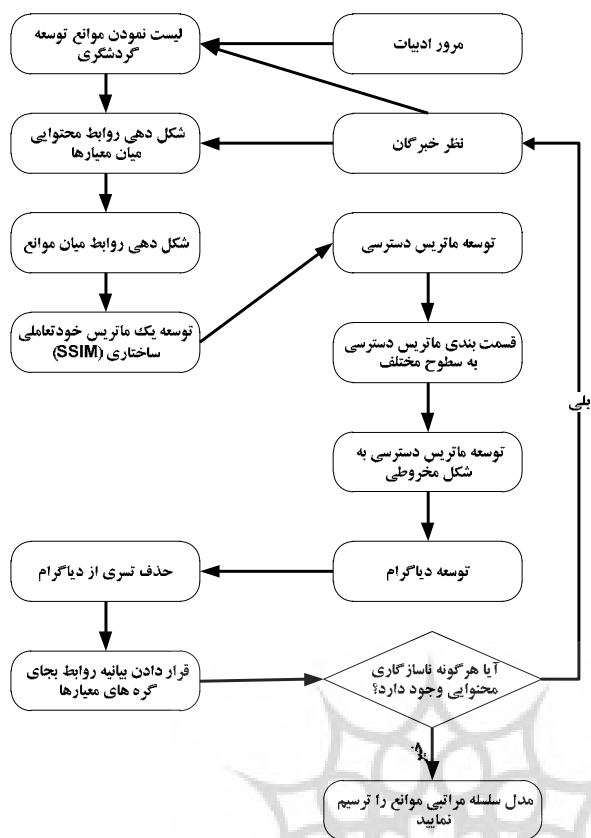 مرور ادبیات
لیست نمودن موانع توسعه
گردشگری
نظر خبرگان
شکل دهی روابط محتوایی
میان معیارها
شکل دهی روابط میان موانع
توسعه یک ماتریس خودتعاملی
ساختاری (SSIM)
توسعه ماتریس دسترسی
قسمت بندی ماتریس دسترسی
به سطوح مختلف
توسعه ماتریس دسترسی به
شکل مخروطی
توسعه دیاگرام
حذف تسری از دیاگرام
قرار دادن بیانیه روابط بجای
گره های معیارها
آیا هرگونه ناسازگاری
محتوایی وجود دارد؟
بلی
خیر
مدل سلسله مراتبی موانع را ترسیم
نمایید